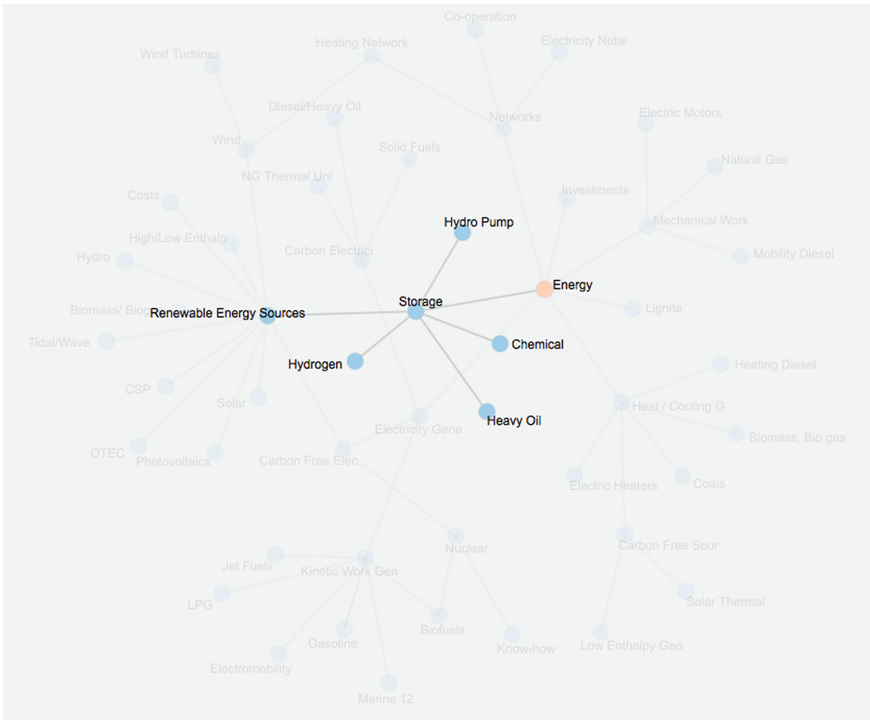 Co-operation
Heating Network
Electricity Netw
Wind Turbines
Diesel/Heavy Oil
Electric Motors
Networks
Wind
Solid Fuels
Natural Gas
NG Thermal Uni
Investments
Costs
Hydro Pump
Mechanical Work
High/Low Enthalp
Carbon Electrici
Hydro
Mobility Diesel
Energy
Storage
Biomass/ Biog
Renewable Energy Sources
Lignite
Tidal/Wave
Chemical
Hydrogen
Heating Diesel
CSP
Solar
Heavy Oil
Heat / Cooling G
Electricity Gene
Biomass, Bio gas
OTEC
Photovoltaics
Carbon Free Elec
Electric Heaters
Coals
Nuclear
Carbon Free Sour
Jet Fuels
Kinetic Work Gen
LPG
Solar Thermal
Biofuels
Gasoline
Know-how
Low Enthalpy Geo
Electromobility
Marine 12